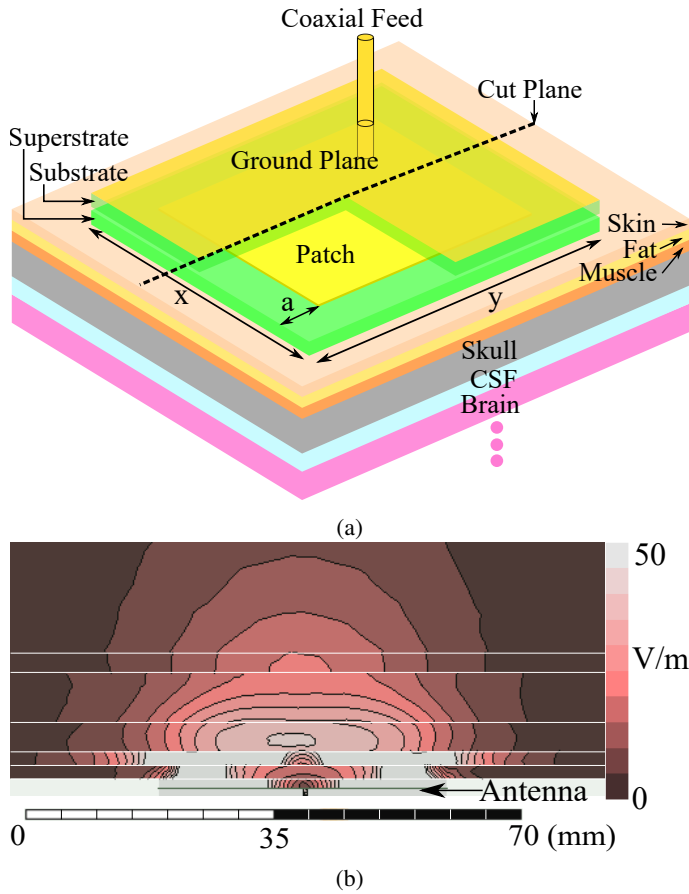 Coaxial Feed
Cut Plane
Superstrate
Ground Plane
Substrate
Skin
Patch
Fat
Muscle
a
x
y
Skull
CSF
Brain
(a)
50
V/m
Antenna
0
0
35
70 (mm)
(b)